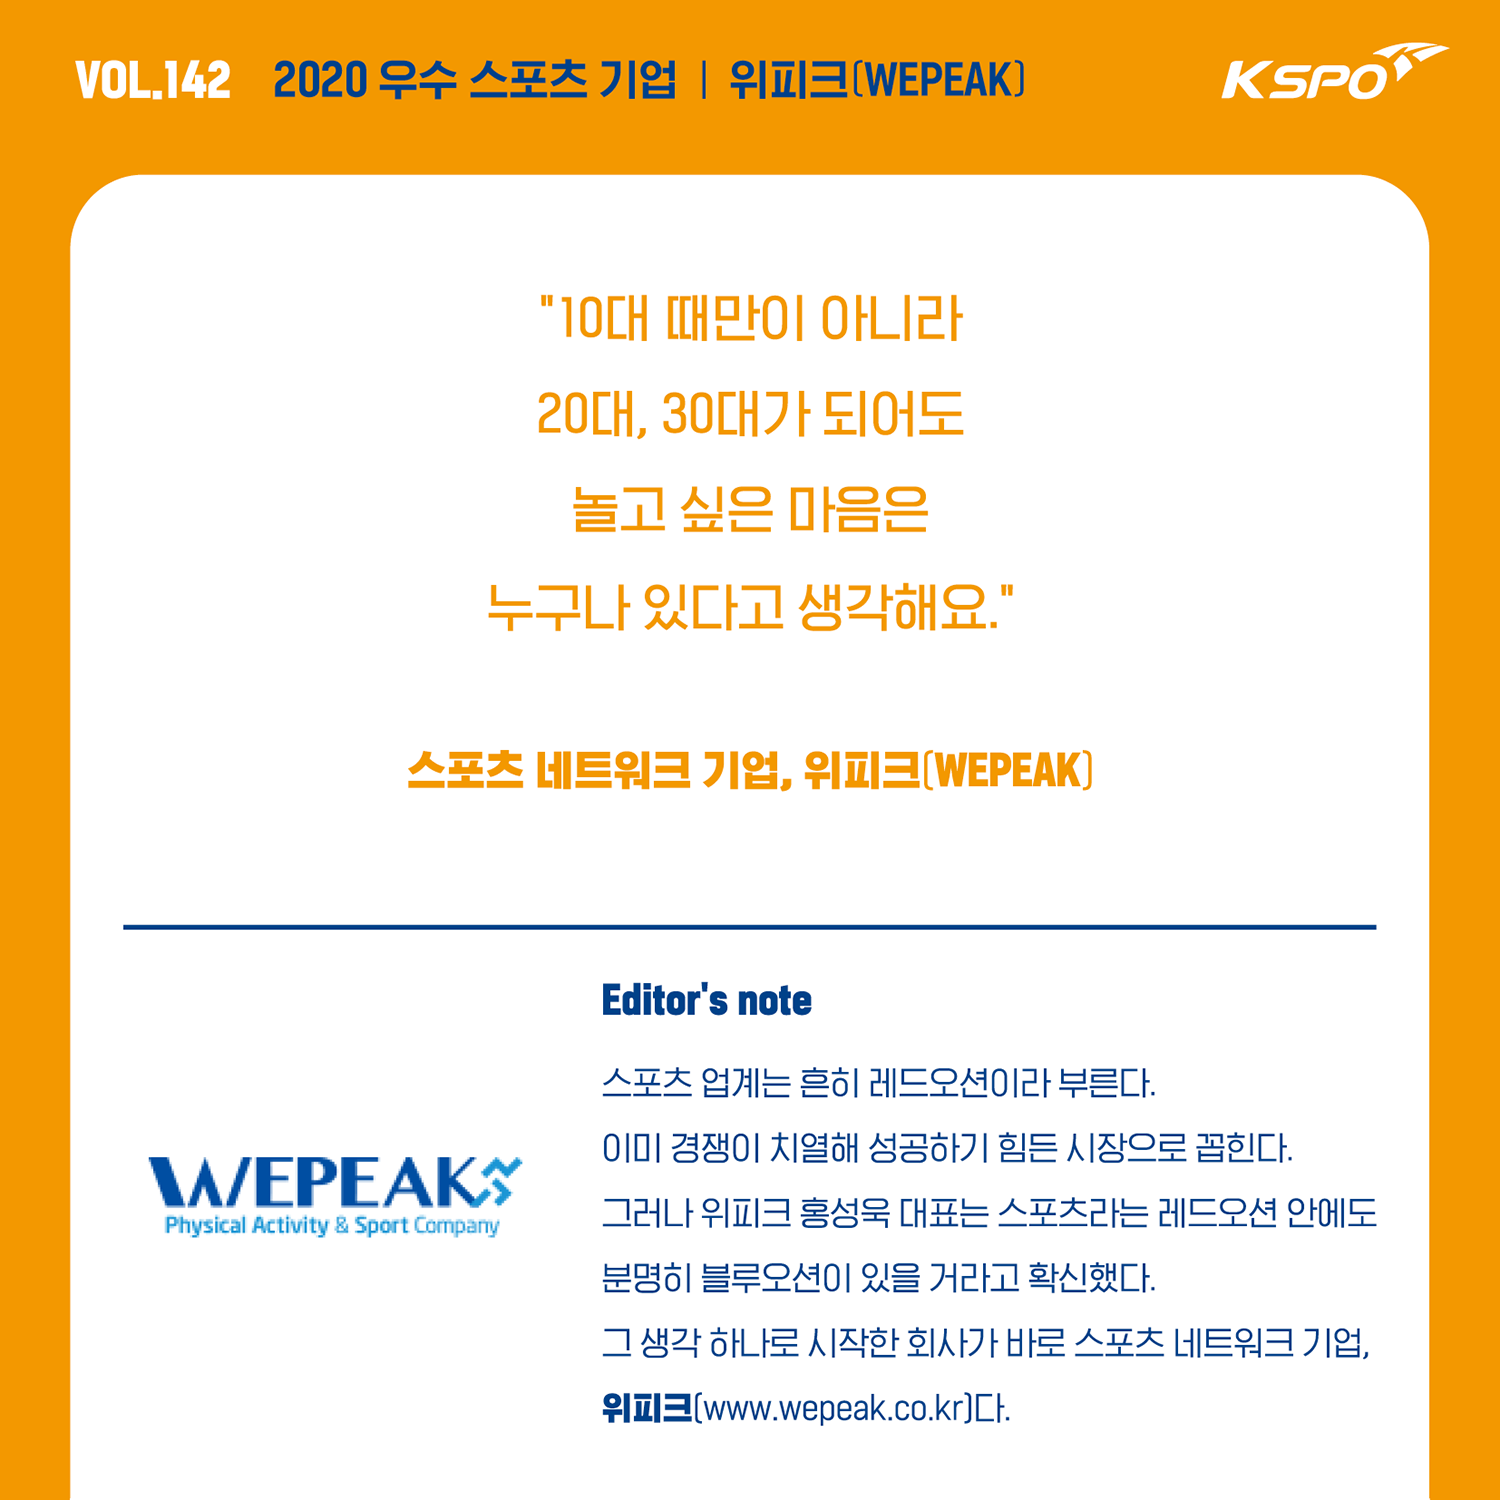 VOL.142 2020 우수 스포츠 기업 | 위피크(WEPEAK)
KSPO
"10대 때만이 아니라
20대, 30대가 되어도
놀고 싶은 마음은
누구나 있다고 생각해요."
스포츠 네트워크 기업, 위피크(WEPEAK)
WEPEAK
Physical Activity & Sport Company
Editor's note
스포츠 업계는 흔히 레드오션이라 부른다.
이미 경쟁이 치열해 성공하기 힘든 시장으로 꼽힌다.
그러나 위피크 홍성욱 대표는 스포츠라는 레드오션 안에도
분명히 블루오션이 있을 거라고 확신했다.
그 생각 하나로 시작한 회사가 바로 스포츠 네트워크 기업,
위피크(www.wepeak.co.kr)다.